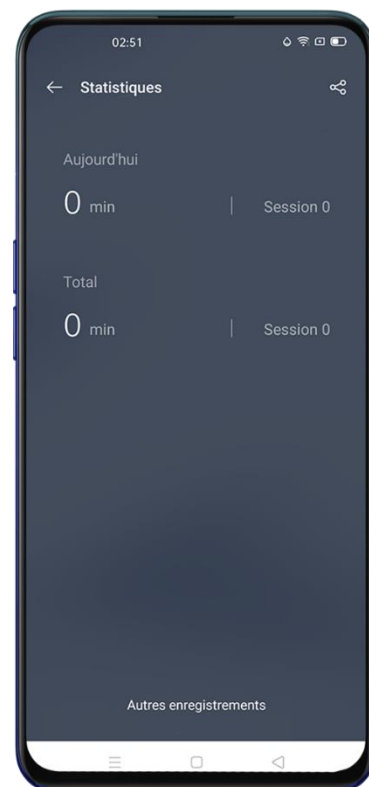 02:51
Statistiques
Aujourd'hui
0 min | Session 0
Total
0 min | Session 0
Autres enregistrements